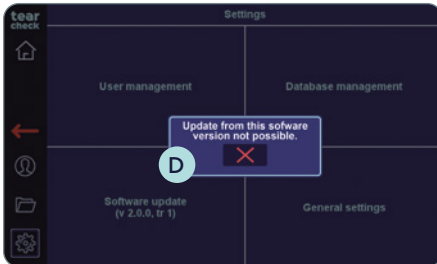 tear
check
Settings
User management
Database management
Update from this sofware
version not possible.
D
Software update
(v 2.0.0, tr 1)
General settings